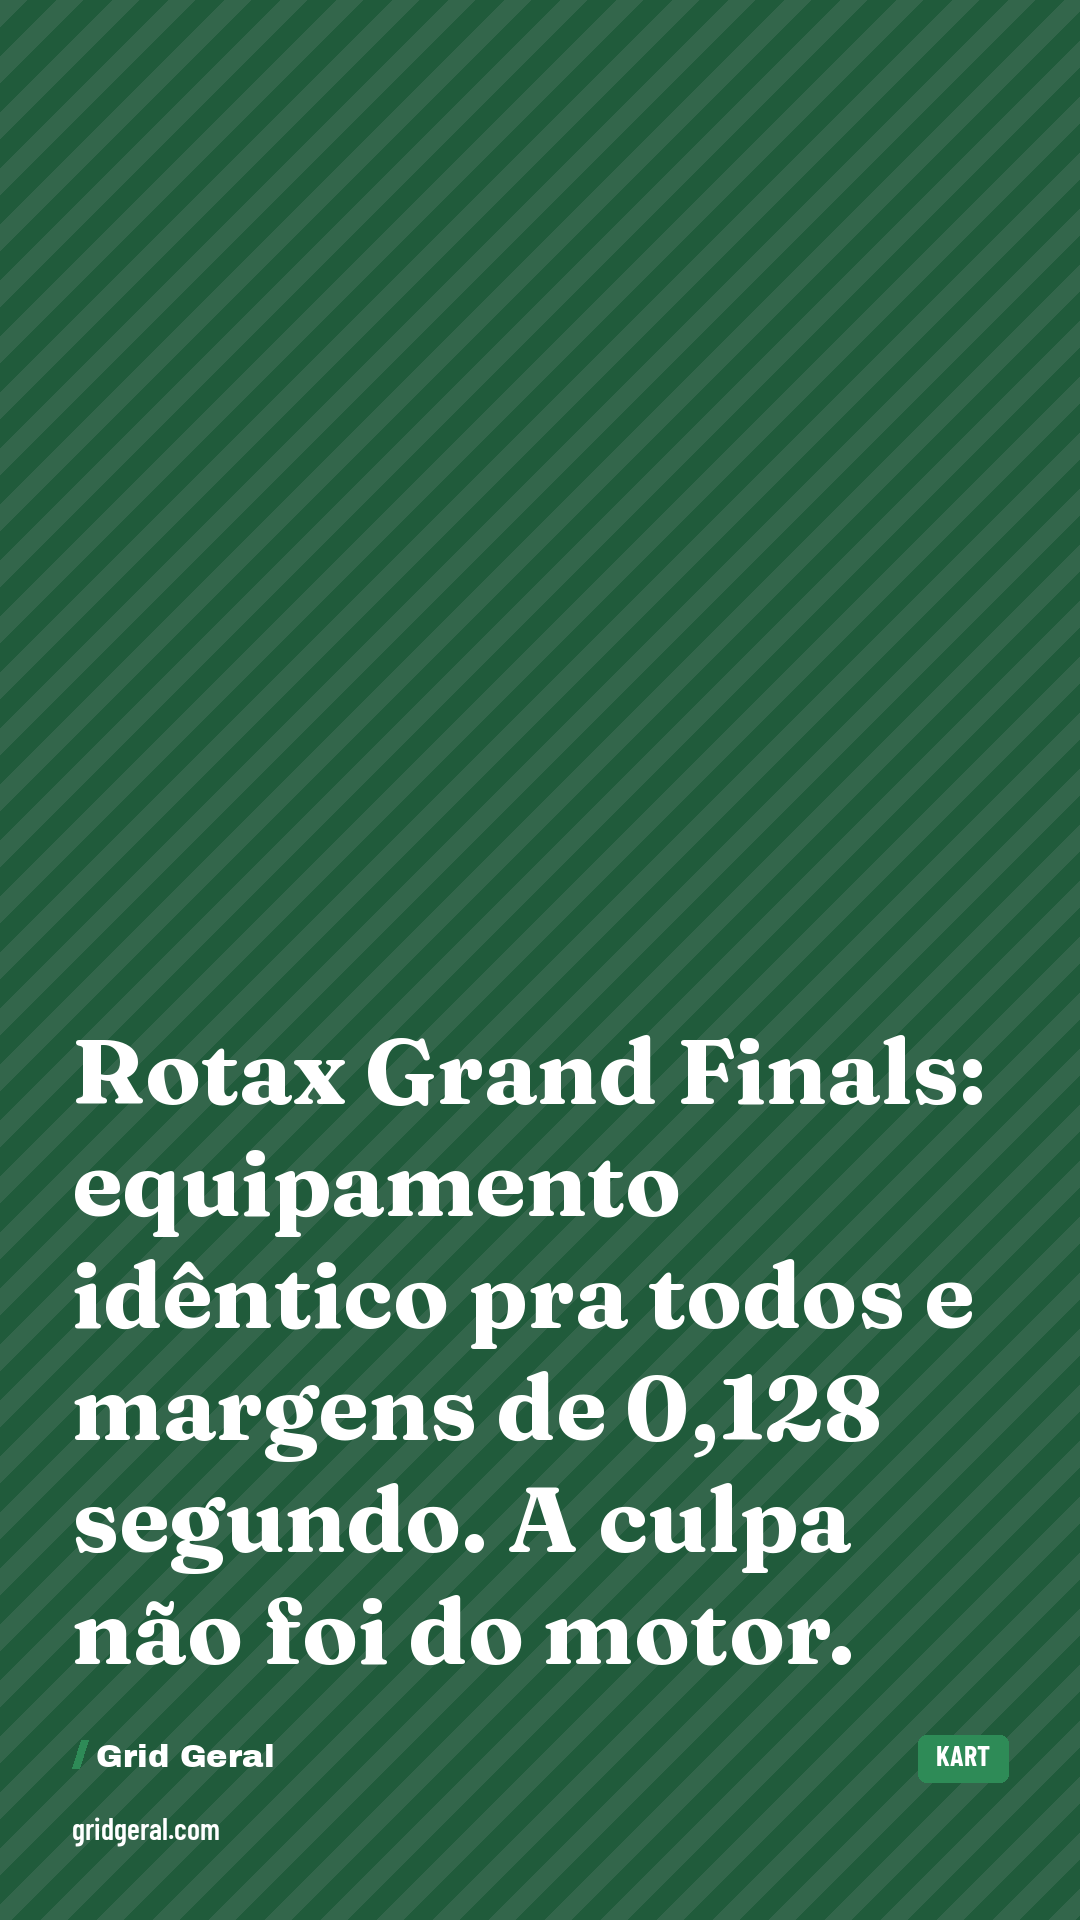 Rotax Grand Finals:
equipamento
idêntico pra todos e
margens de 0,128
segundo. A culpa
não foi do motor.
/ Grid Geral
KART
gridgeral.com